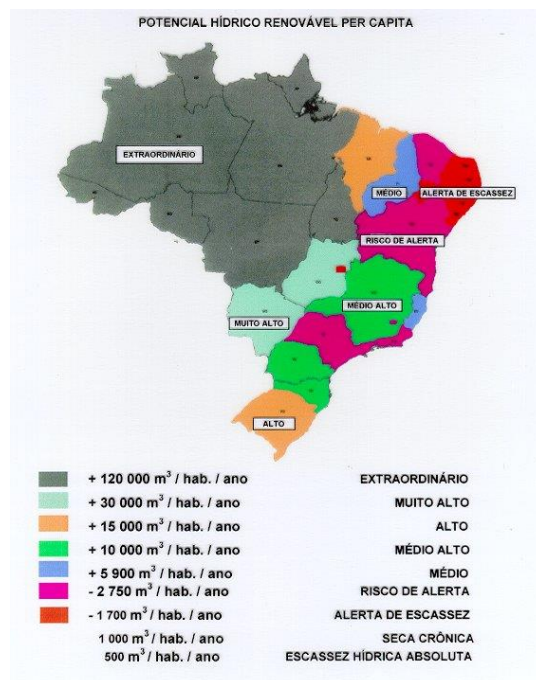 POTENCIAL HÍDRICO RENOVÁVEL PER CAPITA
EXTRAORDINÁRIO
MÉDIO
ALERTA DE ESCASSEZ
RISCO DE ALERTA
MÉDIO ALTO
MUITO ALTO
ALTO
+ 120 000 m³ / hab. / ano EXTRAORDINÁRIO
+ 30 000 m³ / hab. / ano MUITO ALTO
+ 15 000 m³ / hab. / ano ALTO
+ 10 000 m³ / hab. / ano MÉDIO ALTO
+ 5 900 m³ / hab. / ano MÉDIO
- 2 750 m³ / hab. / ano RISCO DE ALERTA
- 1 700 m³ / hab. / ano ALERTA DE ESCASSEZ
1 000 m³ / hab. / ano SECA CRÔNICA
500 m³ / hab. / ano ESCASSEZ HÍDRICA ABSOLUTA